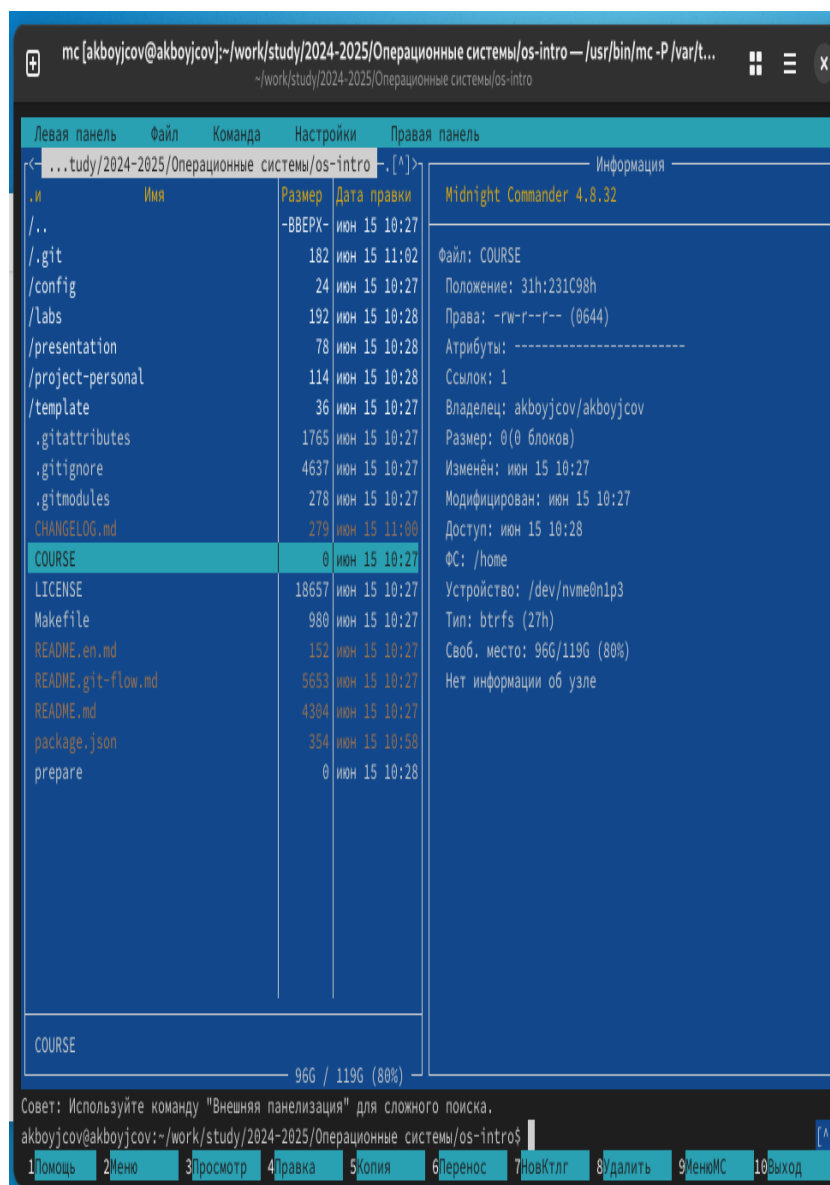 mc [akboyjcov@akboyjcov]:~/work/study/2024-2025/Операционные системы/os-intro — /usr/bin/mc -P /var/t...
~/work/study/2024-2025/Операционные системы/os-intro
Левая панель Файл Команда Настройки Правая панель
<- ...tudy/2024-2025/Операционные системы/os-intro -.[^]>
.и Имя Размер Дата правки
/.. -ВВЕРХ- июн 15 10:27
/.git 182 июн 15 11:02
/config 24 июн 15 10:27
/labs 192 июн 15 10:28
/presentation 78 июн 15 10:28
/project-personal 114 июн 15 10:28
/template 36 июн 15 10:27
.gitattributes 1765 июн 15 10:27
.gitignore 4637 июн 15 10:27
.gitmodules 278 июн 15 10:27
CHANGELOG.md 279 июн 15 11:00
COURSE 0 июн 15 10:27
LICENSE 18657 июн 15 10:27
Makefile 980 июн 15 10:27
README.en.md 152 июн 15 10:27
README.git-flow.md 5653 июн 15 10:27
README.md 4304 июн 15 10:27
package.json 354 июн 15 10:58
prepare 0 июн 15 10:28
COURSE
96G / 119G (80%)
Информация
Midnight Commander 4.8.32
Файл: COURSE
Положение: 31h:231C98h
Права: -rw-r--r-- (0644)
Атрибуты: -------------------------
Ссылок: 1
Владелец: akboyjcov/akboyjcov
Размер: 0(0 блоков)
Изменён: июн 15 10:27
Модифицирован: июн 15 10:27
Доступ: июн 15 10:28
ФС: /home
Устройство: /dev/nvme0n1p3
Тип: btrfs (27h)
Своб. место: 96G/119G (80%)
Нет информации об узле
Совет: Используйте команду "Внешняя панелизация" для сложного поиска.
akboyjcov@akboyjcov:~/work/study/2024-2025/Операционные системы/os-intro$ [^
1Помощь 2Меню 3Просмотр 4Правка 5Копия 6Перенос 7НовКтлг 8Удалить 9МенюMC 10Выход